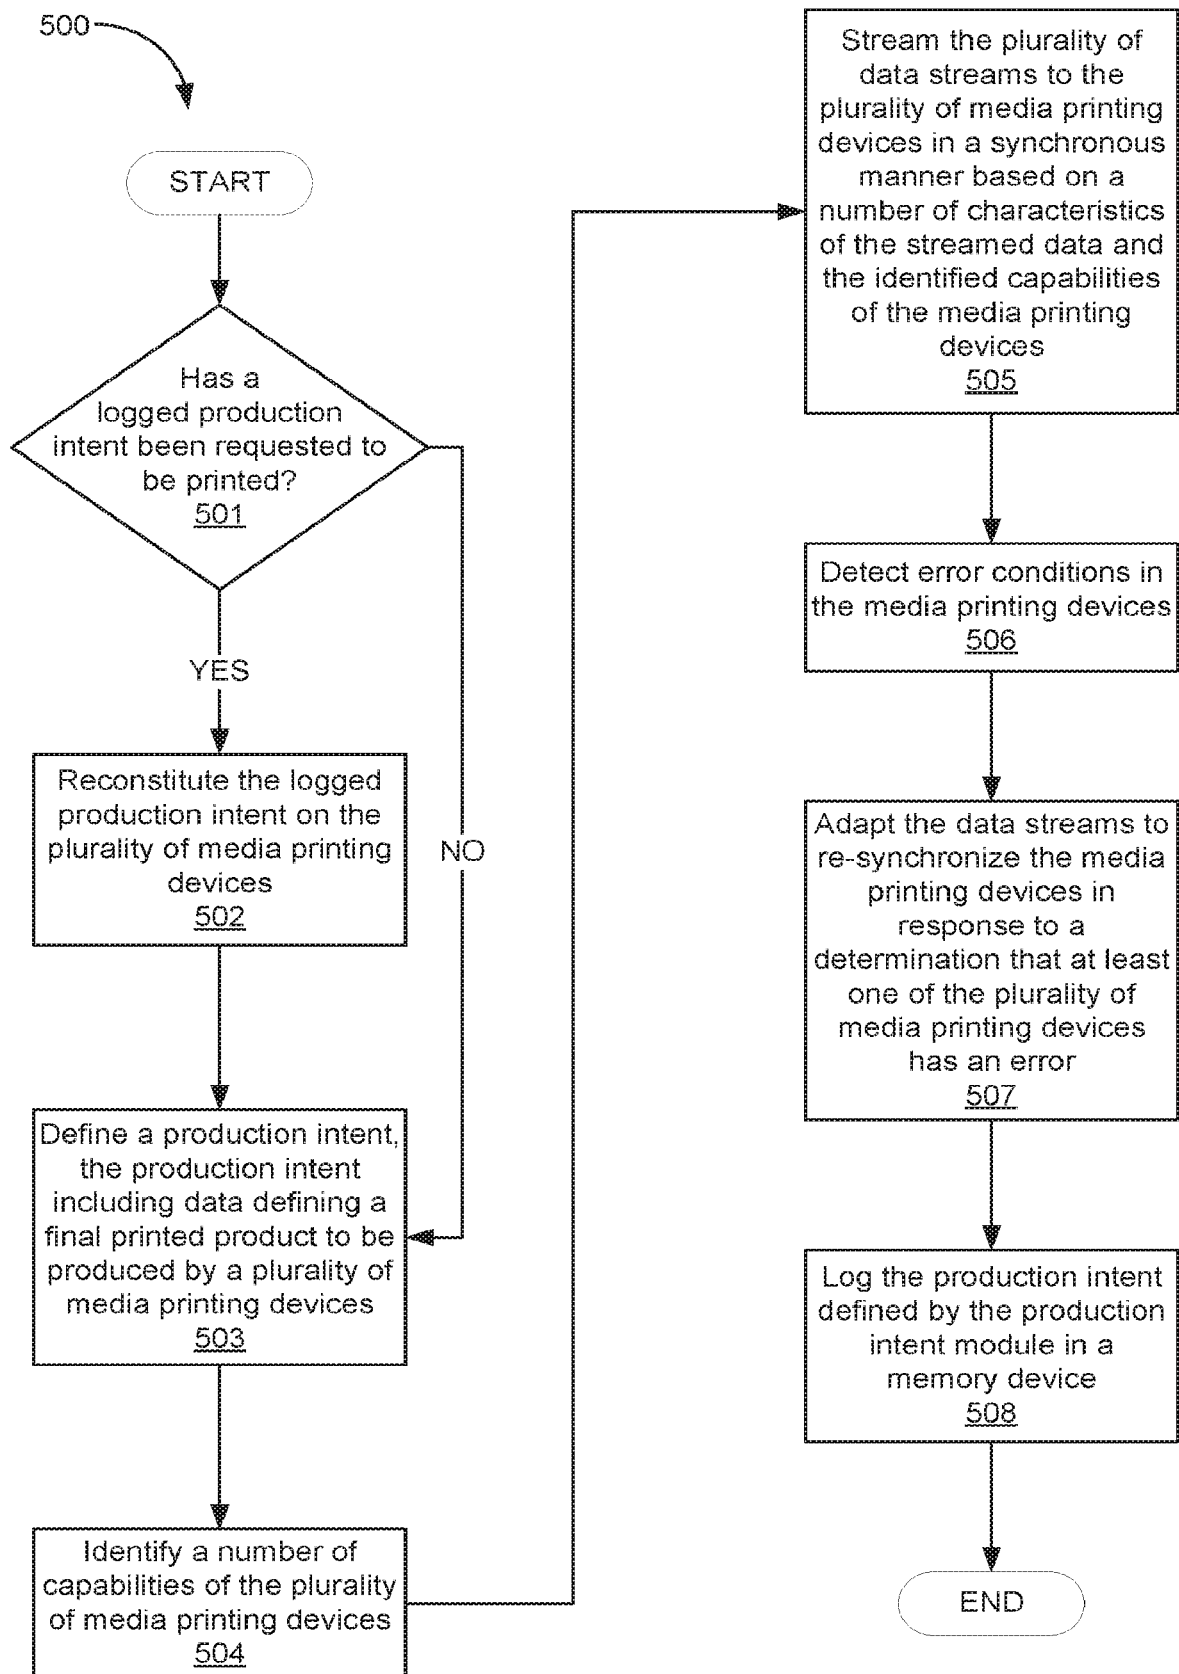 500
START
Has a
logged production
intent been requested to
be printed?
501
YES
NO
Reconstitute the logged
production intent on the
plurality of media printing
devices
502
Define a production intent,
the production intent
including data defining a
final printed product to be
produced by a plurality of
media printing devices
503
Identify a number of
capabilities of the plurality
of media printing devices
504
Stream the plurality of
data streams to the
plurality of media printing
devices in a synchronous
manner based on a
number of characteristics
of the streamed data and
the identified capabilities
of the media printing
devices
505
Detect error conditions in
the media printing devices
506
Adapt the data streams to
re-synchronize the media
printing devices in
response to a
determination that at least
one of the plurality of
media printing devices
has an error
507
Log the production intent
defined by the production
intent module in a
memory device
508
END